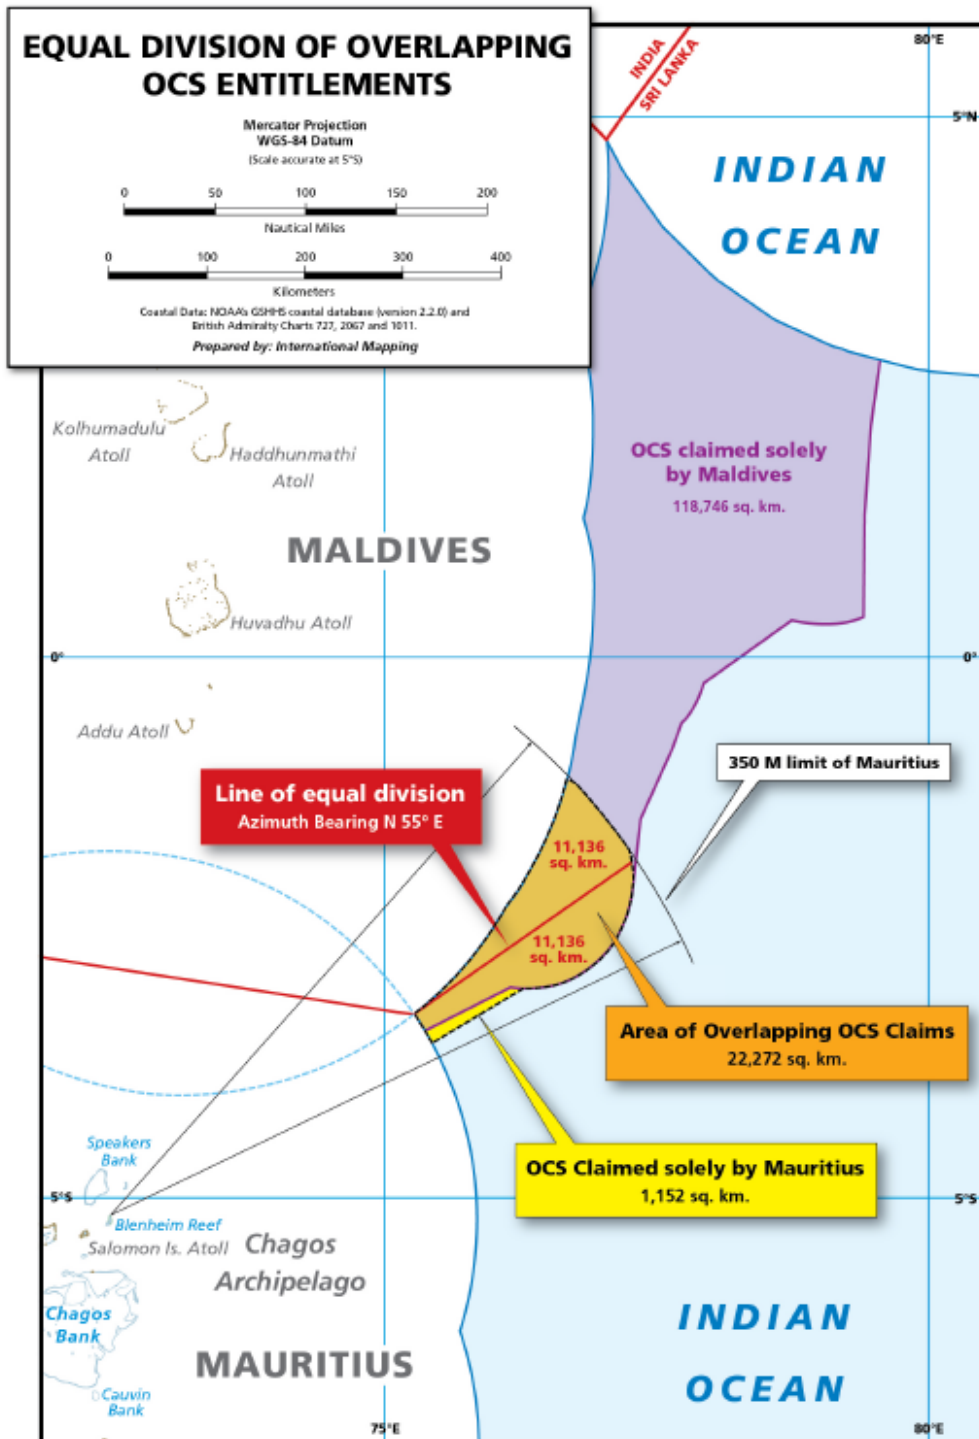 EQUAL DIVISION OF OVERLAPPING
OCS ENTITLEMENTS
Mercator Projection
WGS-84 Datum
(Scale accurate at 5°S)
0 50 100 150 200
Nautical Miles
0 100 200 300 400
Kilometers
Coastal Data: NOAA's GSHHS coastal database (version 2.2.0) and
British Admiralty Charts 727, 2067 and 1011.
Prepared by: International Mapping
80°E
INDIA
SRI LANKA
5°N
INDIAN
OCEAN
Kolhumadulu
Atoll
Haddhunmathi
Atoll
OCS claimed solely
by Maldives
118,746 sq. km.
MALDIVES
Huvadhu Atoll
0°
0°
Addu Atoll
350 M limit of Mauritius
Line of equal division
Azimuth Bearing N 55° E
11,136
sq. km.
11,136
sq. km.
Area of Overlapping OCS Claims
22,272 sq. km.
Speakers
Bank
OCS Claimed solely by Mauritius
1,152 sq. km.
5°S
5°S
Blenheim Reef
Salomon Is. Atoll
Chagos
Archipelago
Chagos
Bank
INDIAN
OCEAN
MAURITIUS
Cauvin
Bank
75°E
80°E